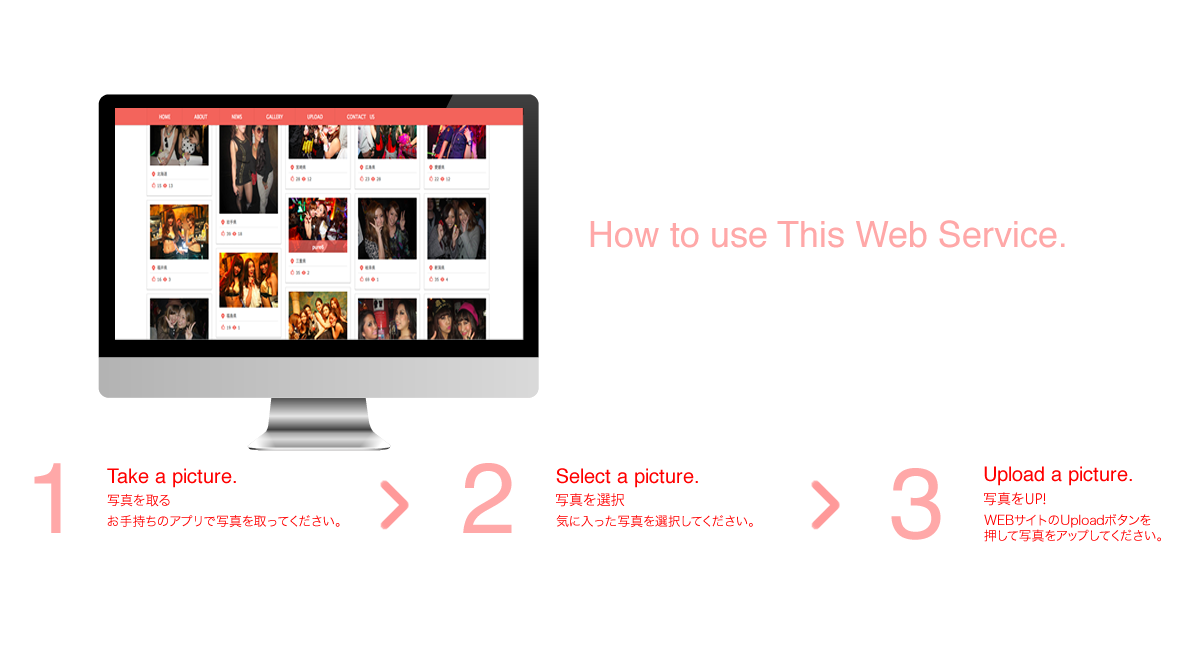 HOME ABOUT NEWS GALLERY UPLOAD CONTACT US
How to use This Web Service.
1
Take a picture.
写真を取る
お手持ちのアプリで写真を取ってください。
2
Select a picture.
写真を選択
気に入った写真を選択してください。
3
Upload a picture.
写真をUP!
WEBサイトのUploadボタンを
押して写真をアップしてください。